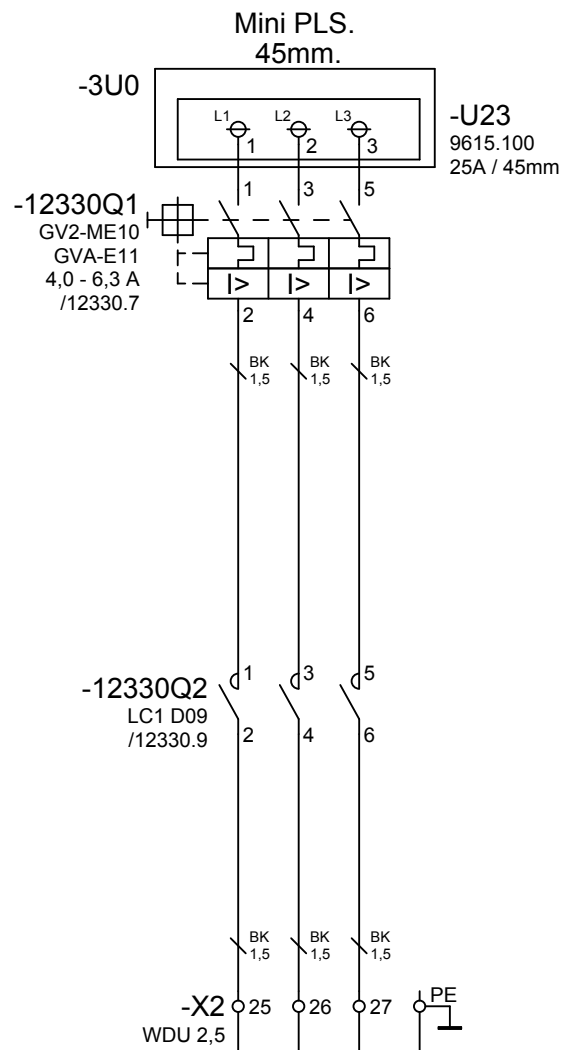 Mini PLS.
45mm.
-3U0
L1 L2 L3
1 2 3
-U23
9615.100
25A / 45mm
1 3 5
-12330Q1
GV2-ME10
GVA-E11
4,0 - 6,3 A
/12330.7
I> I> I>
2 4 6
BK BK BK
1,5 1,5 1,5
1 3 5
-12330Q2
LC1 D09
/12330.9
2 4 6
BK BK BK
1,5 1,5 1,5
-X2 25 26 27 PE
WDU 2,5